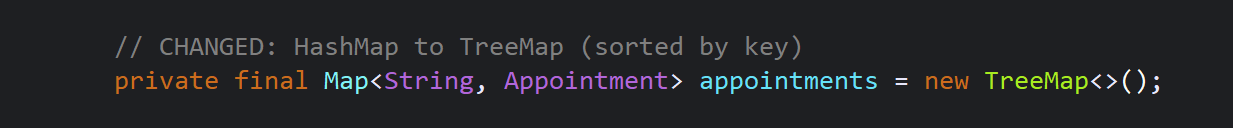 // CHANGED: HashMap to TreeMap (sorted by key)
private final Map<String, Appointment> appointments = new TreeMap<>();